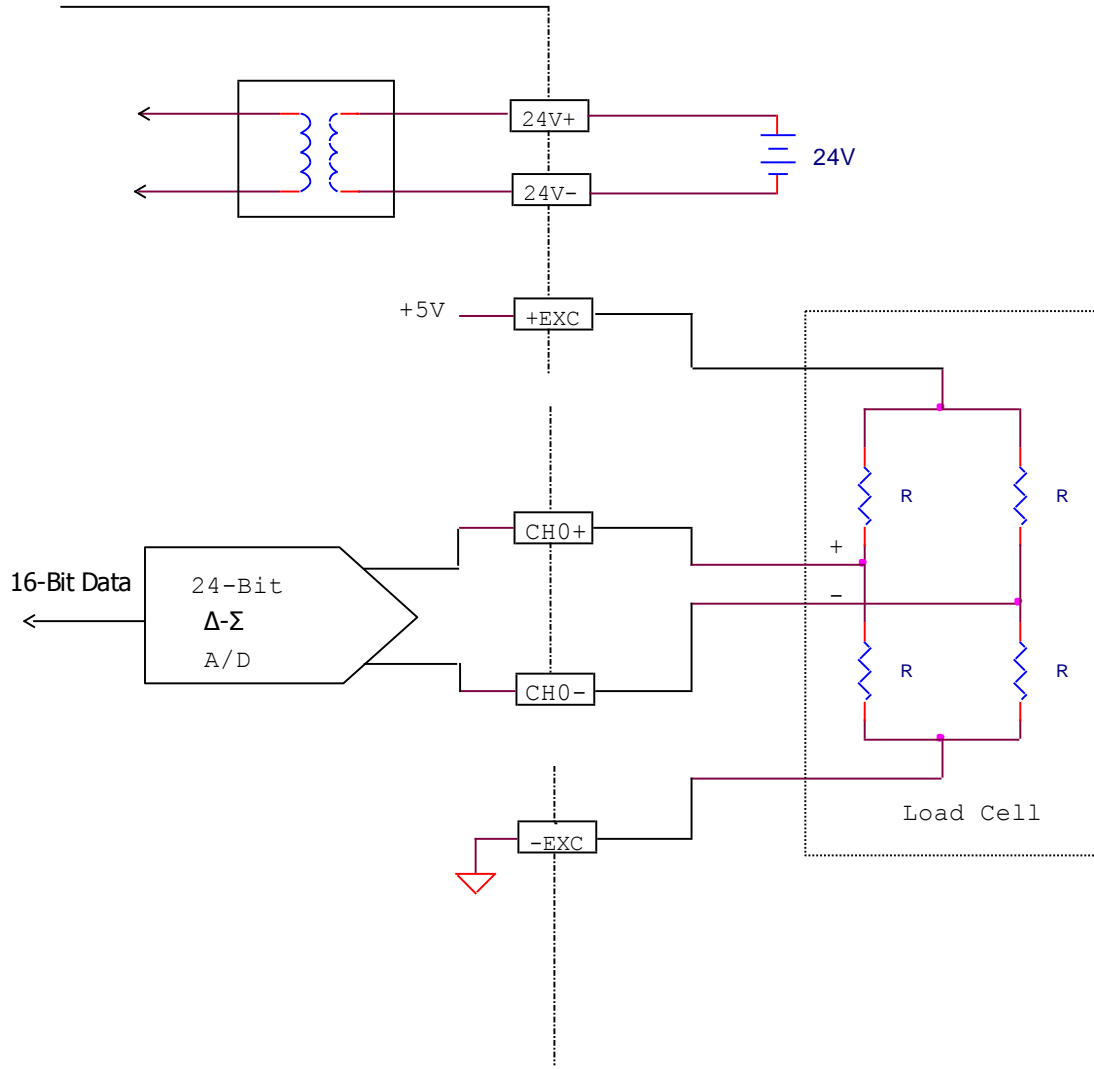 24V+
24V
24V-
+5V
+EXC
R
R
CH0+
+
16-Bit Data
24-Bit
Δ-Σ
A/D
-
R
R
CH0-
Load Cell
-EXC